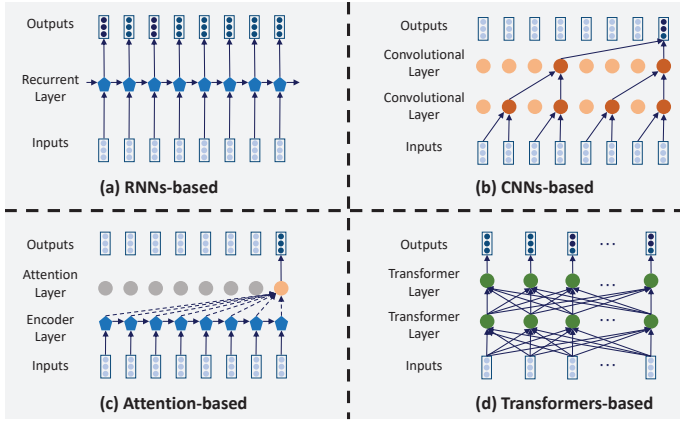 Outputs
Recurrent
Layer
Inputs
(a) RNNs-based
Outputs
Convolutional
Layer
Convolutional
Layer
Inputs
(b) CNNs-based
Outputs
Attention
Layer
Encoder
Layer
Inputs
(c) Attention-based
Outputs
...
Transformer
Layer
...
Transformer
Layer
...
Inputs
...
(d) Transformers-based